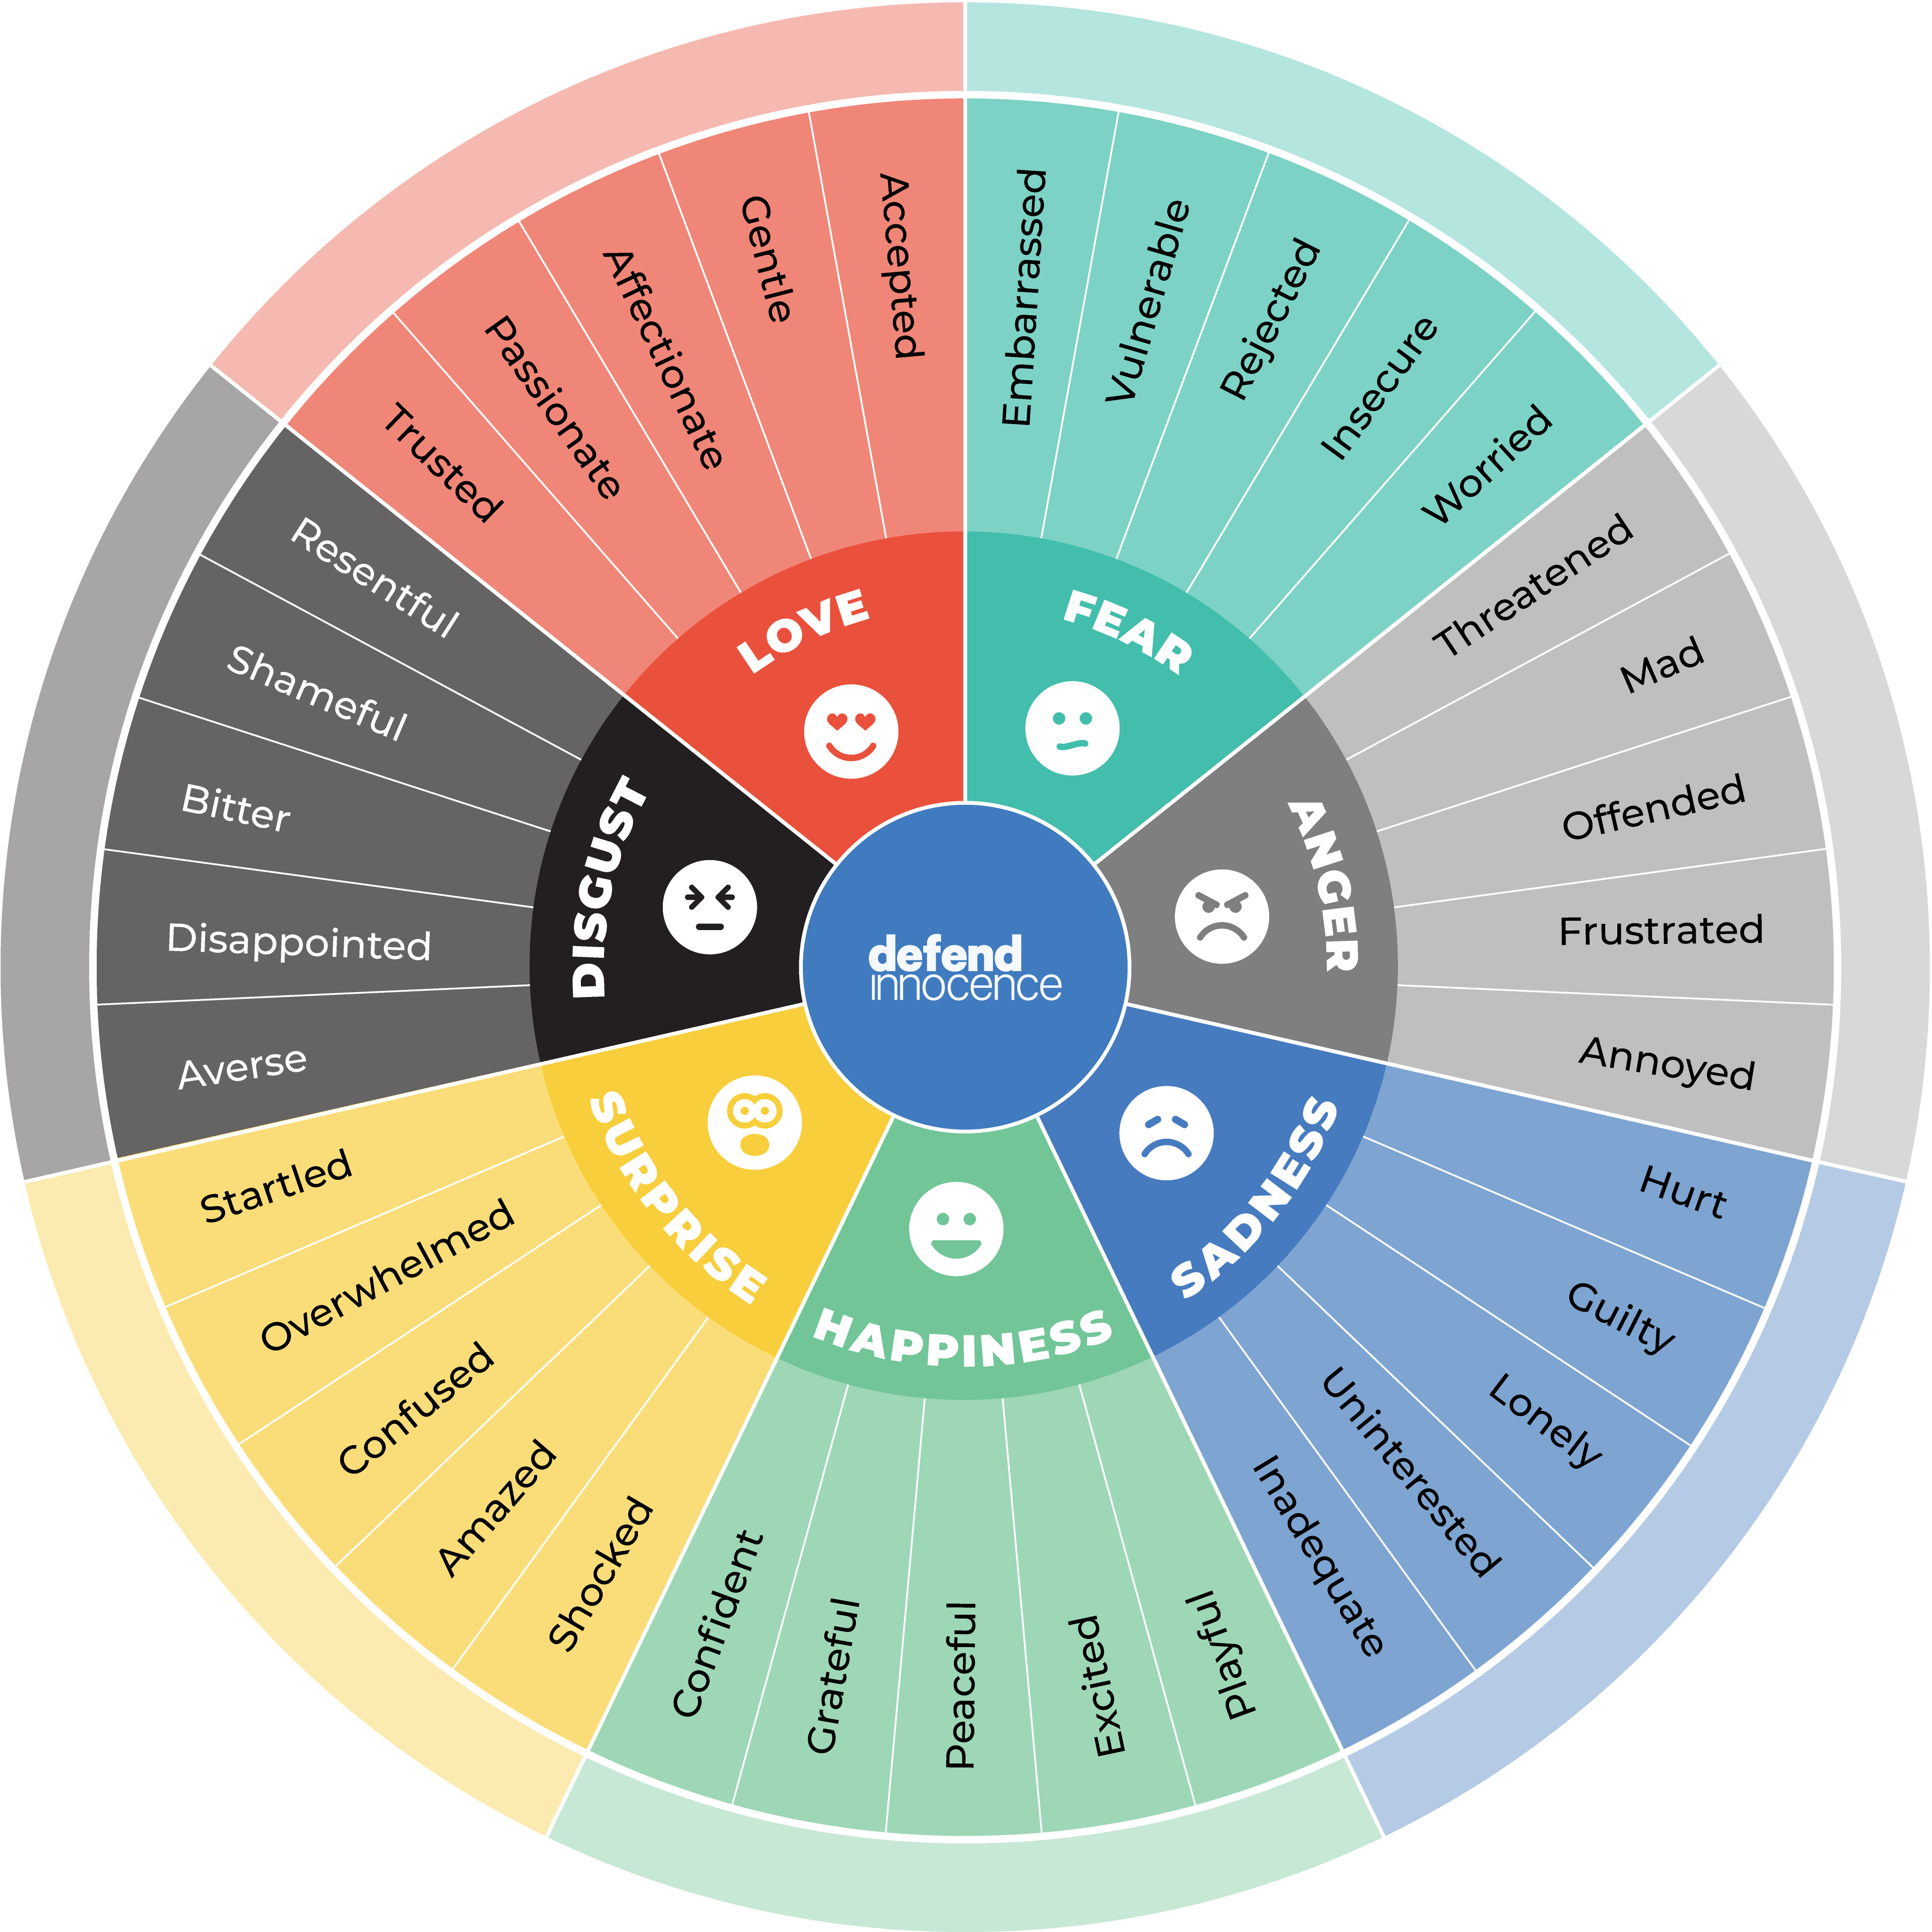 defend
innocence
LOVE
Trusted
Passionate
Affectionate
Gentle
Accepted
FEAR
Embarrassed
Vulnerable
Rejected
Insecure
Worried
ANGER
Threatened
Mad
Offended
Frustrated
Annoyed
SADNESS
Hurt
Guilty
Lonely
Uninterested
Inadequate
HAPPINESS
Playful
Excited
Peaceful
Grateful
Confident
SURPRISE
Shocked
Amazed
Confused
Overwhelmed
Startled
DISGUST
Averse
Disappointed
Bitter
Shameful
Resentful